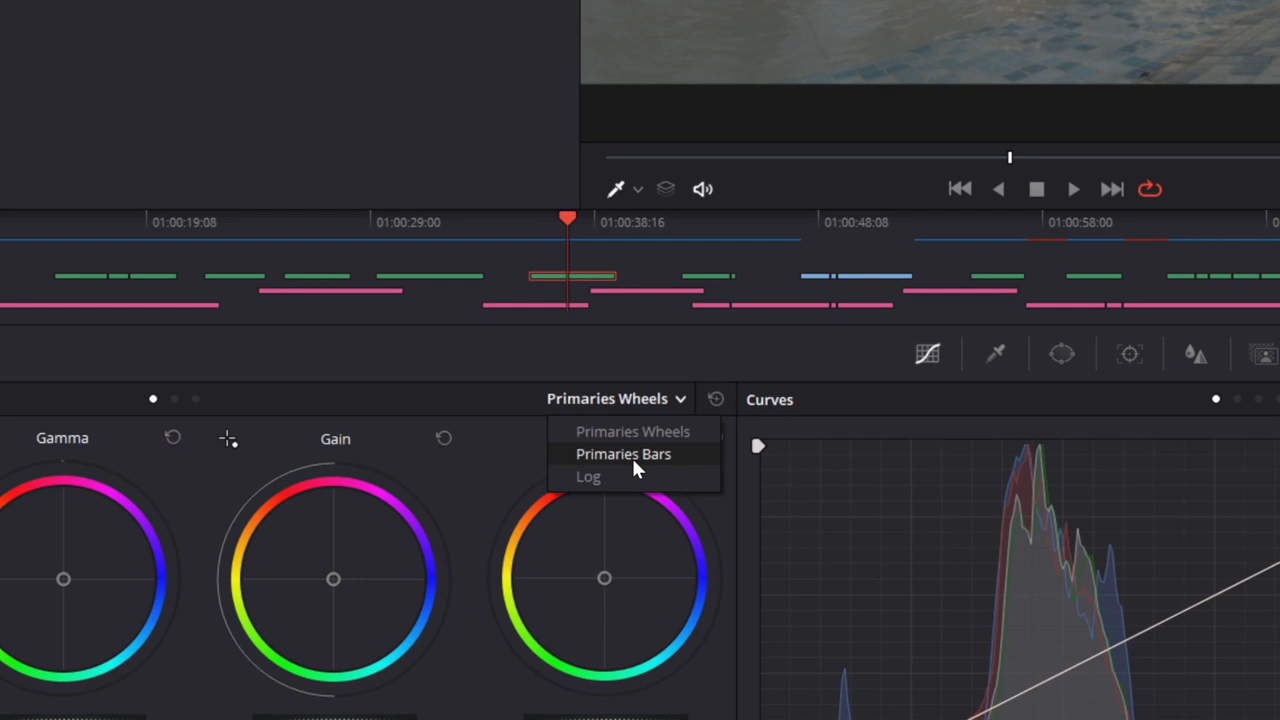 01:00:19:08
01:00:29:00
01:00:38:16
01:00:48:08
01:00:58:00
Primaries Wheels
Curves
Gamma
Gain
Primaries Wheels
Primaries Bars
Log